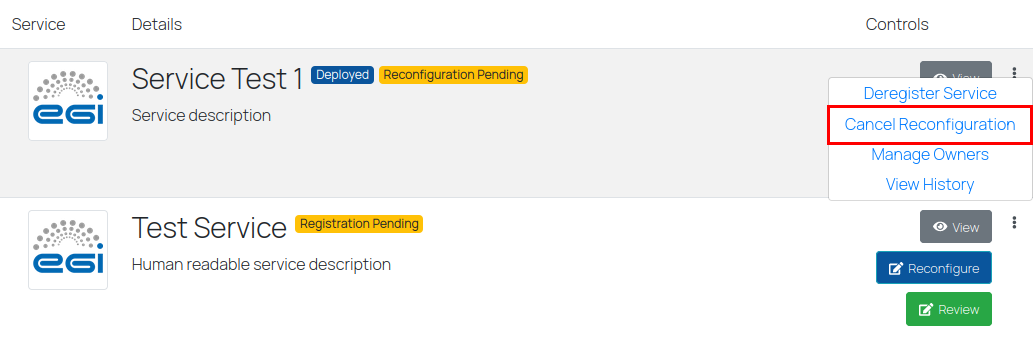 Service Details Controls
egi Service Test 1 Deployed Reconfiguration Pending View
Service description
Deregister Service
Cancel Reconfiguration
Manage Owners
View History
egi Test Service Registration Pending View
Human readable service description
Reconfigure
Review